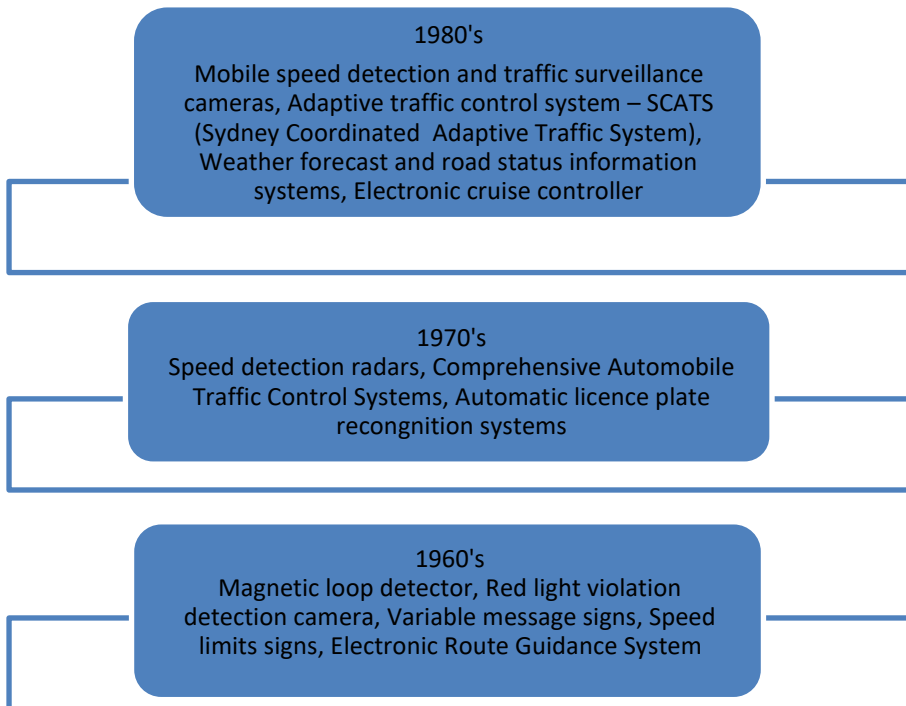 1980's
Mobile speed detection and traffic surveillance
cameras, Adaptive traffic control system – SCATS
(Sydney Coordinated  Adaptive Traffic System),
Weather forecast and road status information
systems, Electronic cruise controller
1970's
Speed detection radars, Comprehensive Automobile
Traffic Control Systems, Automatic licence plate
recongnition systems
1960's
Magnetic loop detector, Red light violation
detection camera, Variable message signs, Speed
limits signs, Electronic Route Guidance System